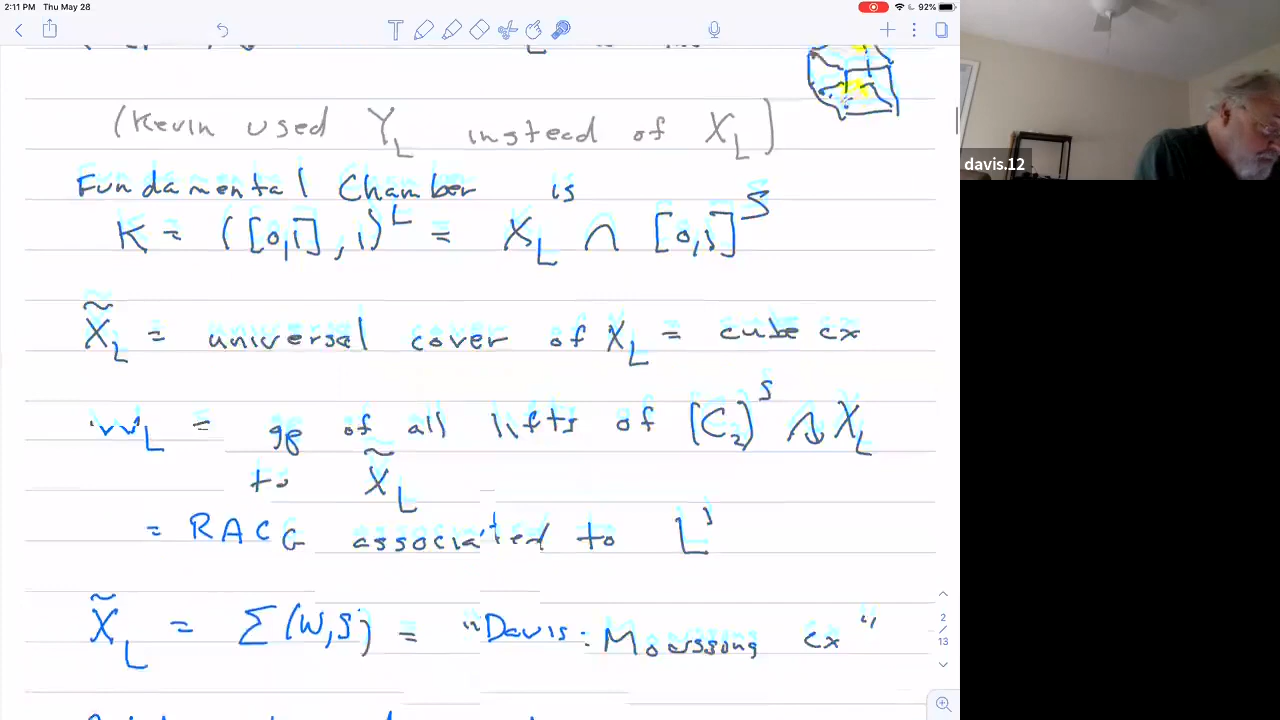 2:11 PM Thu May 28
92%
(Kevin used Y_L instead of X_L)
Fundamental Chamber is
K = ([0,1], 1)^L = X_L ∩ [0,1]^S
X̃_L = universal cover of X_L = cube cx
W_L = gp of all lifts of (C_2)^S ↷ X_L
to X̃_L
= RACG associated to L^1
X̃_L = Σ(W,S) = "Davis-Moussong cx"
davis.12
2
/
13